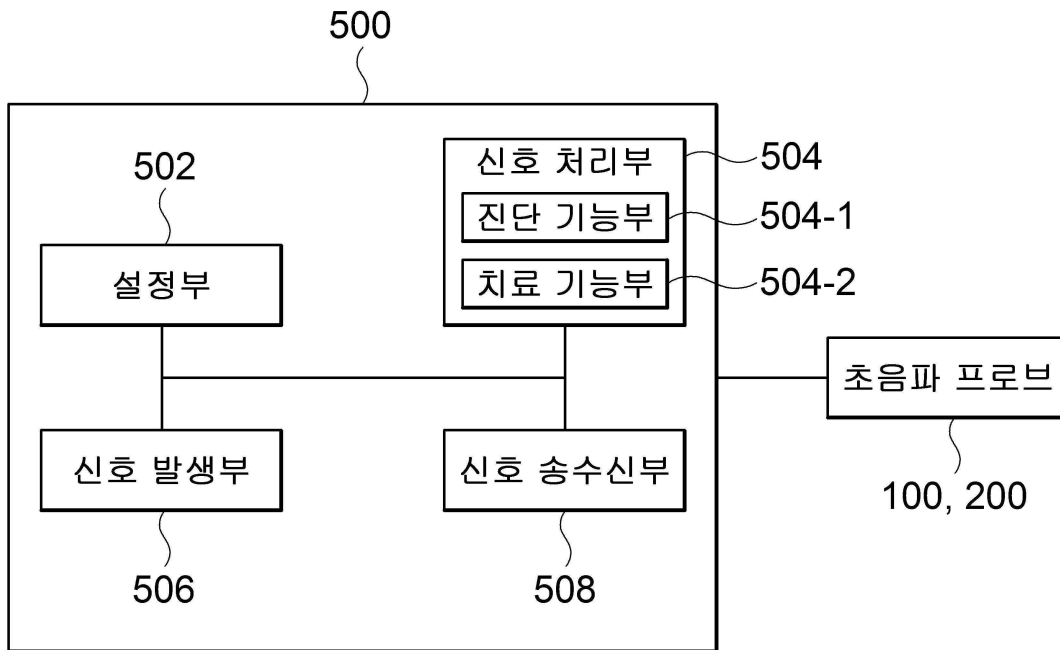 500
502
신호 처리부
504
진단 기능부
504-1
설정부
치료 기능부
504-2
초음파 프로브
신호 발생부
신호 송수신부
100, 200
506
508